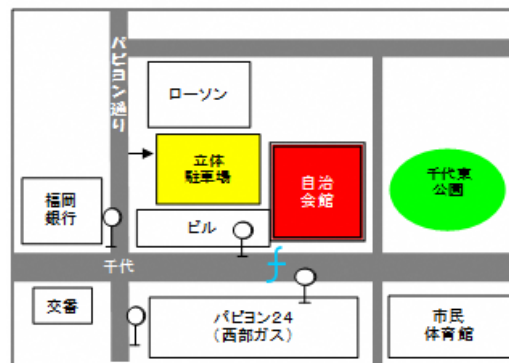 パピヨン通り
ローソン
立体
駐車場
自治
会館
千代東
公園
福岡
銀行
ビル
千代
交番
パピヨン24
(西部ガス)
市民
体育館